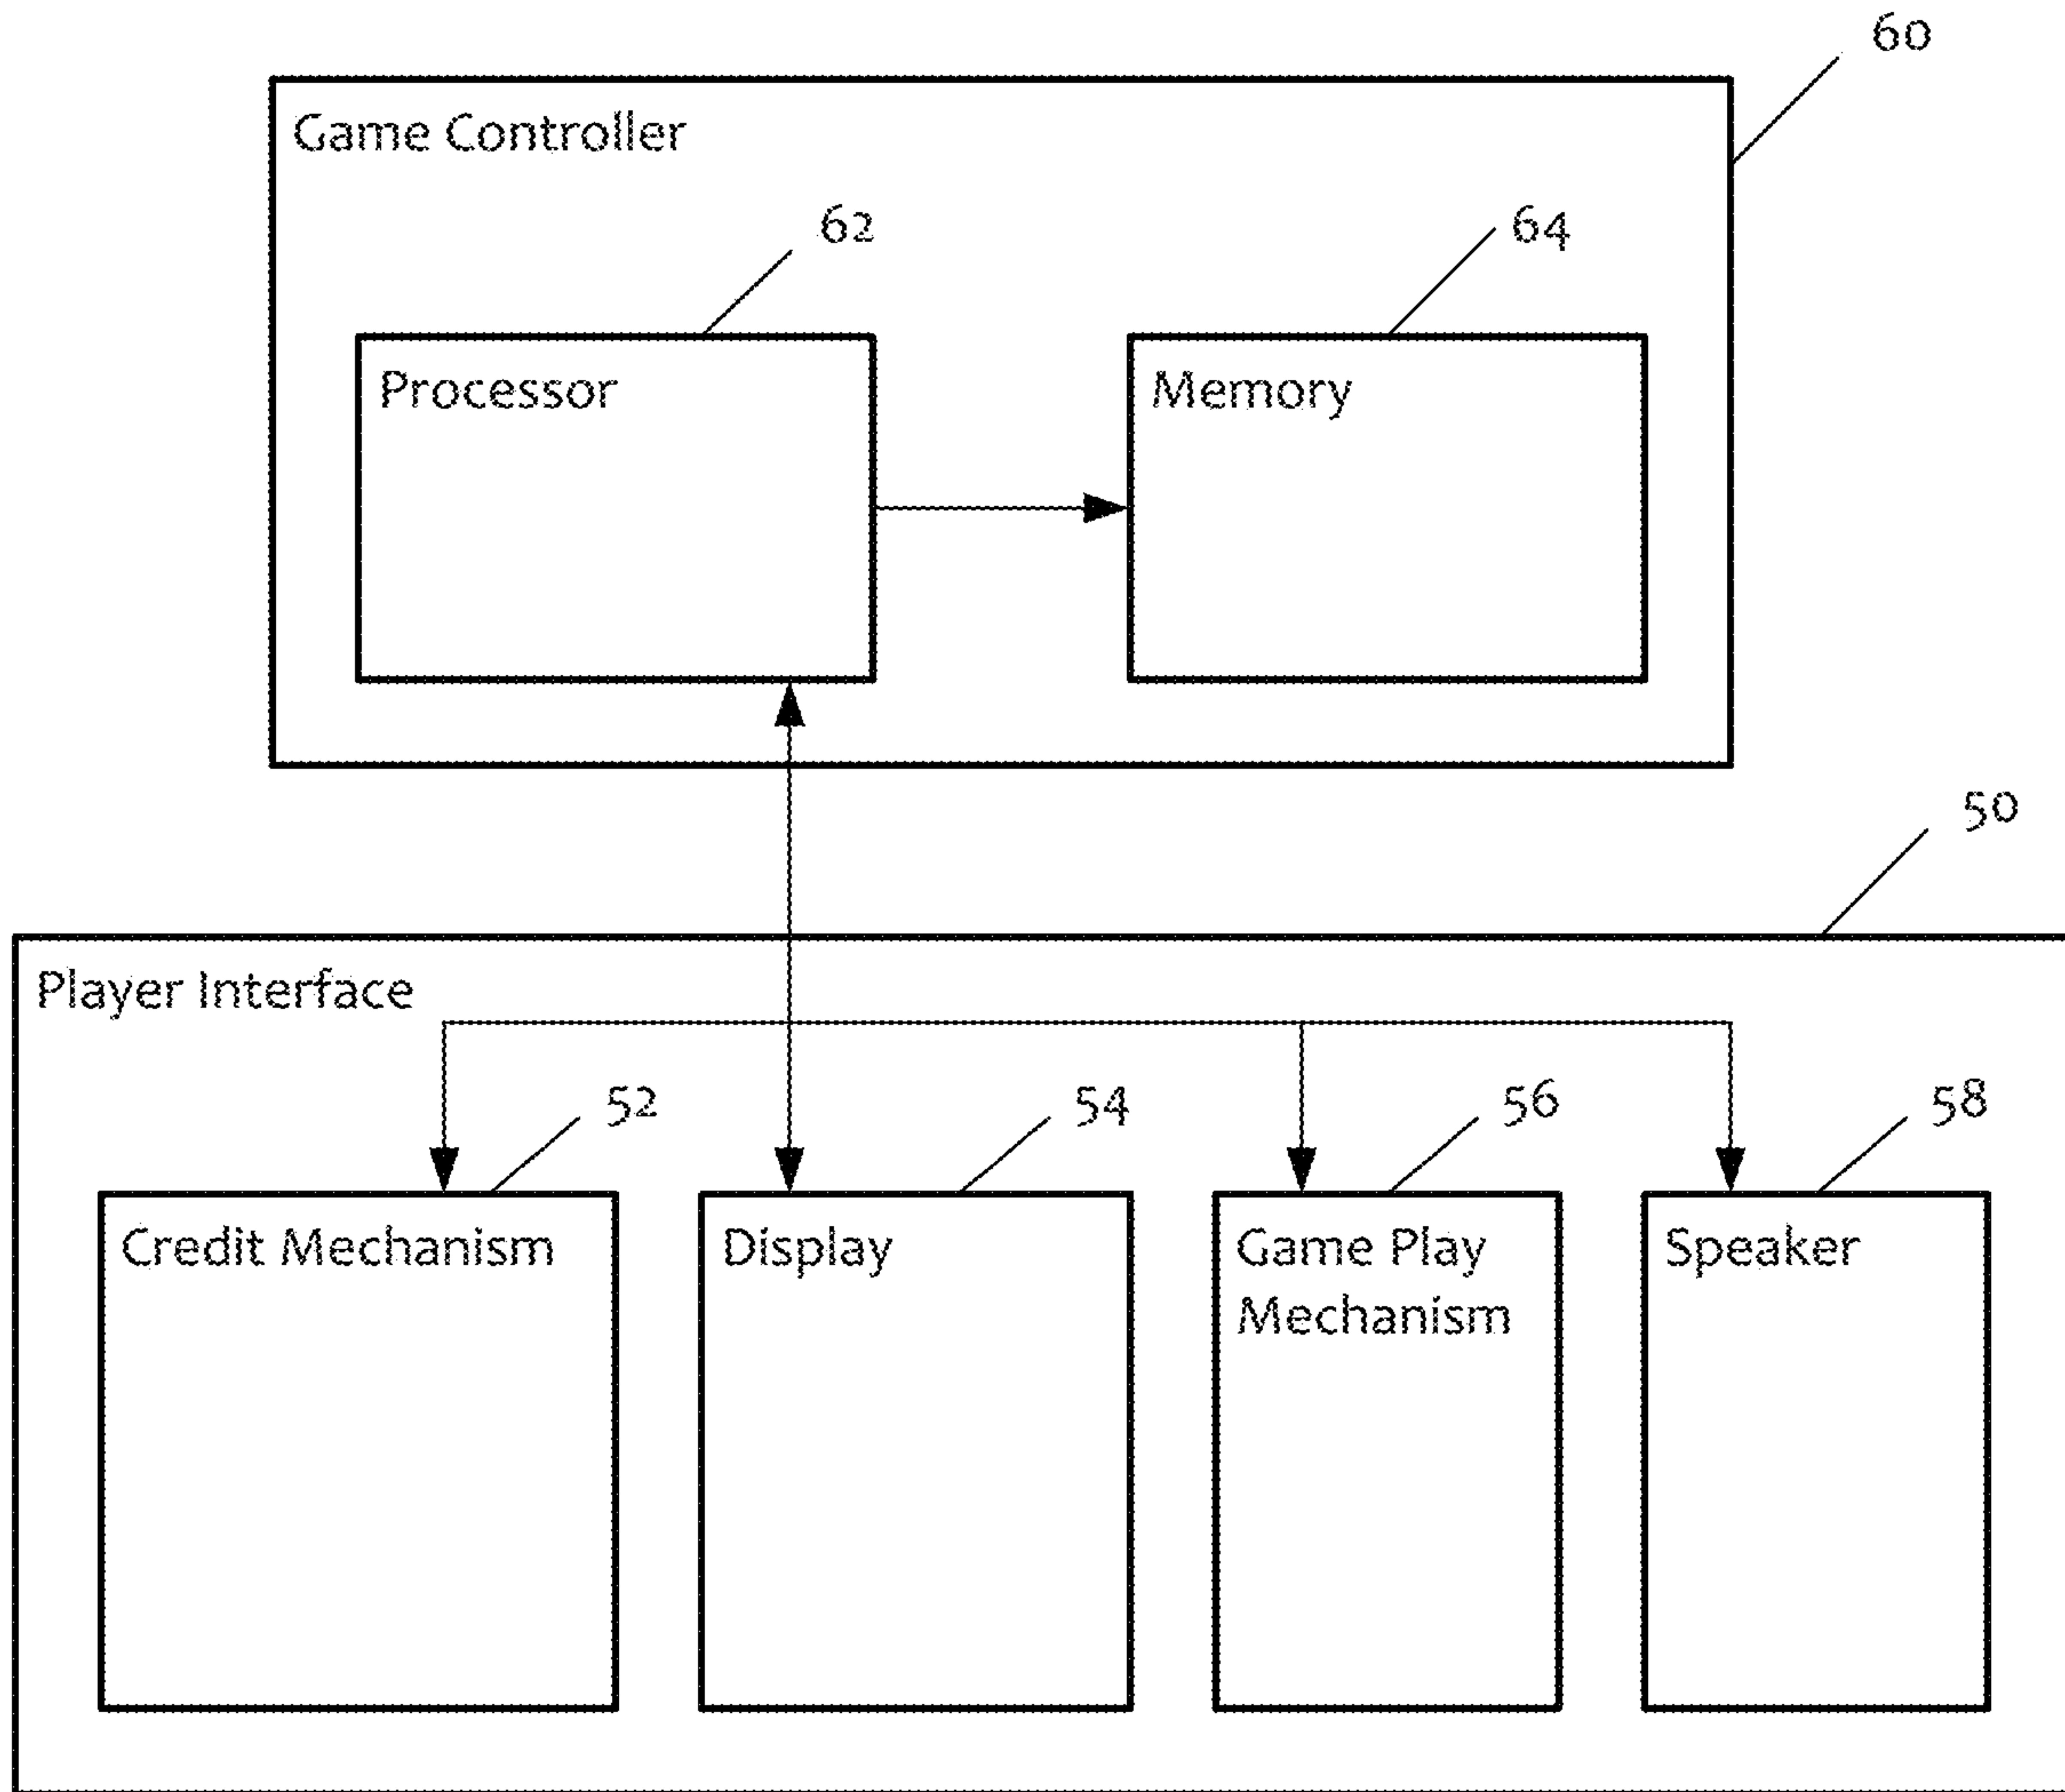 60
Game Controller
62
64
Processor
Memory
50
Player Interface
52
54
56
58
Credit Mechanism
Display
Game Play
Mechanism
Speaker